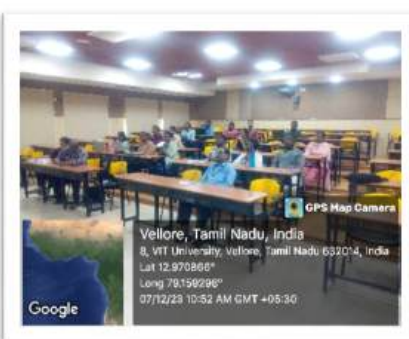 GPS Map Camera
Vellore, Tamil Nadu, India
8, VIT University, Vellore, Tamil Nadu 632014, India
Lat 12.970866°
Long 79.159296°
07/12/23 10:52 AM GMT +05:30
Google